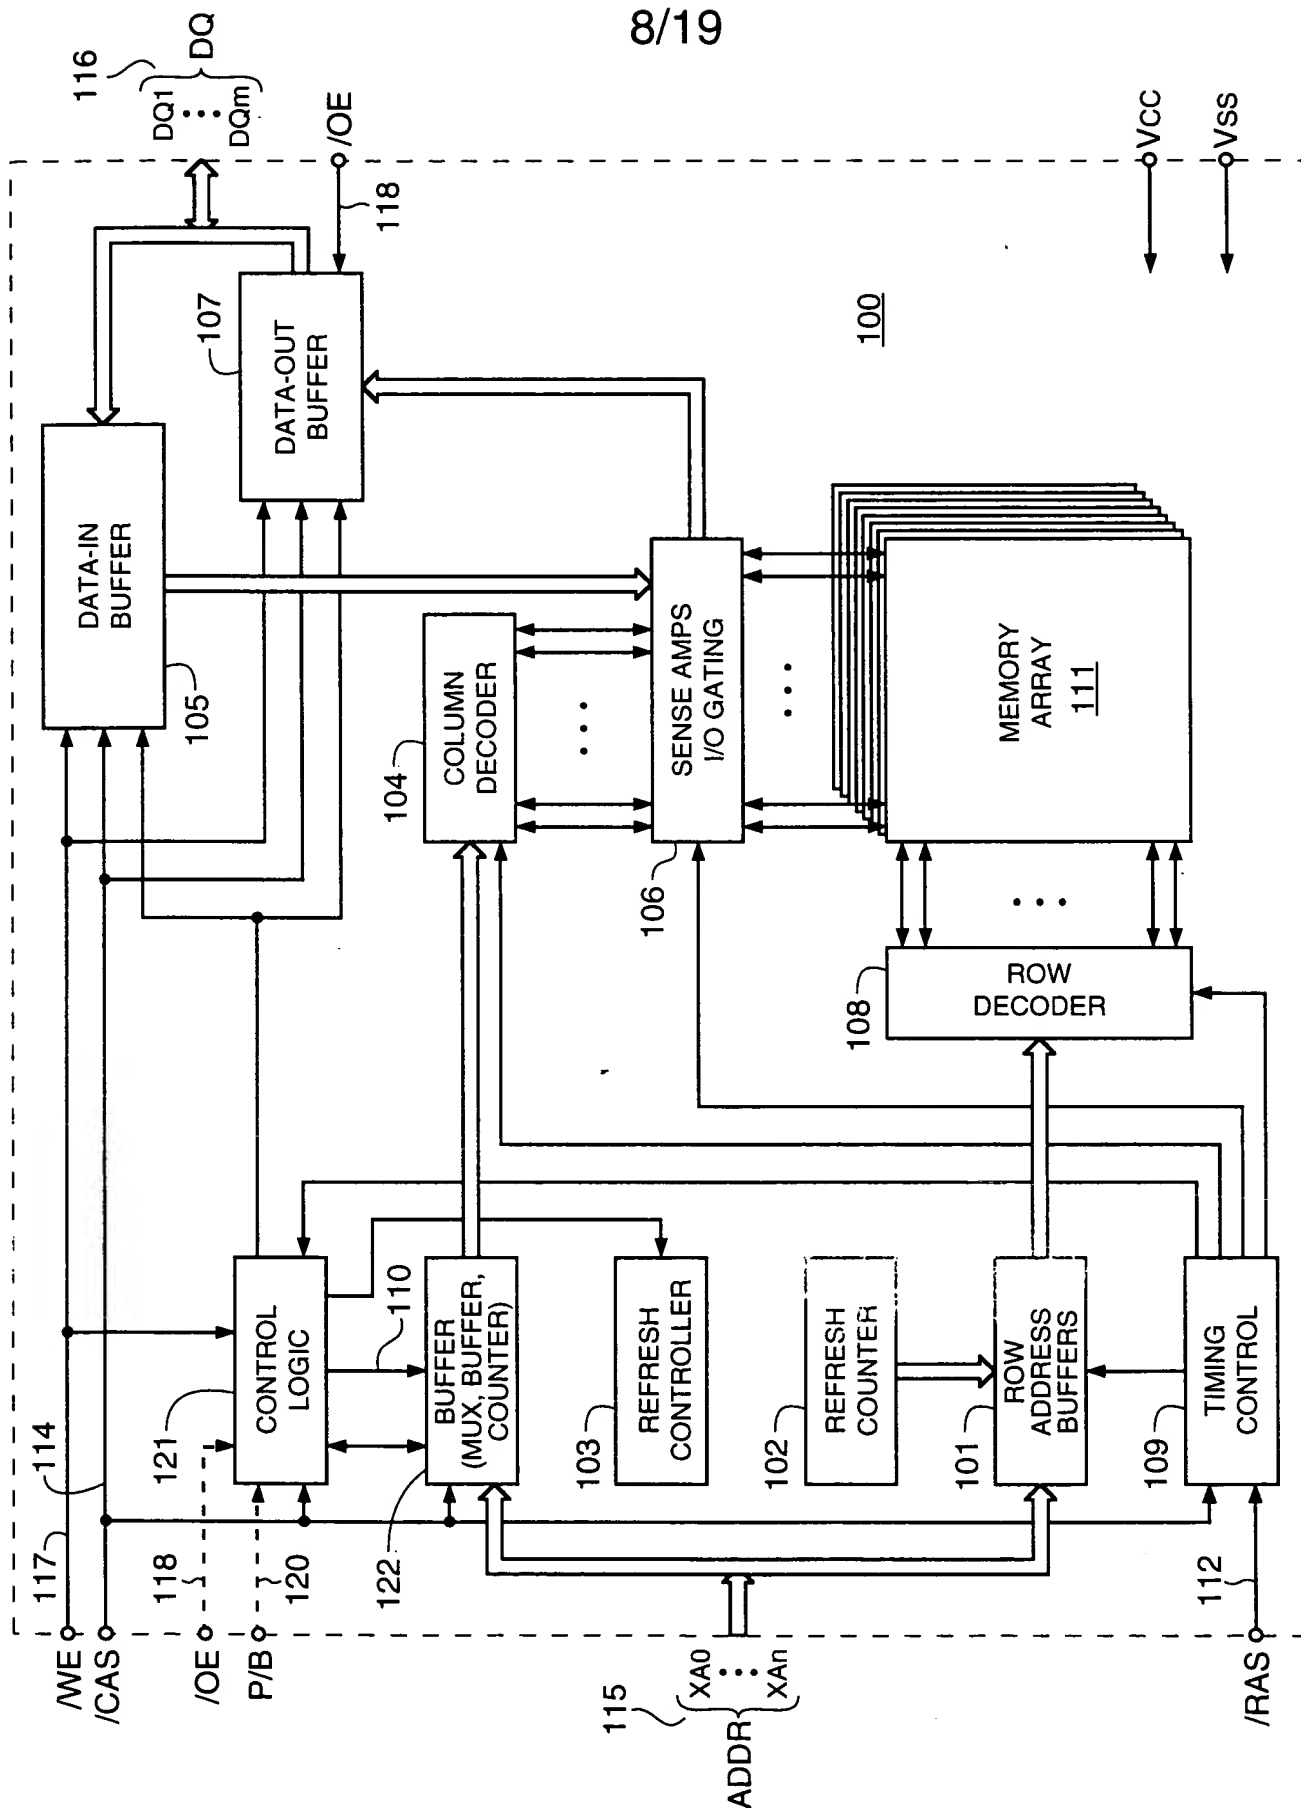 8/19
/WE
/CAS
/OE
P/B
117
114
118
120
121
CONTROL
LOGIC
110
122
BUFFER
(MUX, BUFFER,
COUNTER)
103
REFRESH
CONTROLLER
102
REFRESH
COUNTER
101
ROW
ADDRESS
BUFFERS
109
TIMING
CONTROL
115
XA0
XAn
ADDR
112
/RAS
105
DATA-IN
BUFFER
107
DATA-OUT
BUFFER
104
COLUMN
DECODER
106
SENSE AMPS
I/O GATING
108
ROW
DECODER
MEMORY
ARRAY
111
116
DQ1
DQm
DQ
/OE
118
100
VCC
VSS